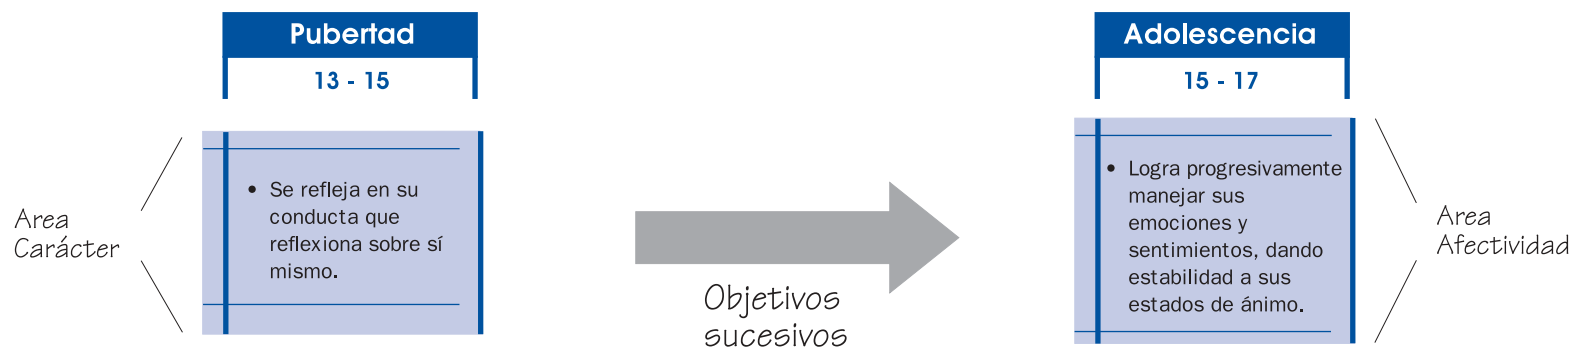 Pubertad
13 - 15
Area
Carácter
• Se refleja en su
conducta que
reflexiona sobre sí
mismo.
Objetivos
sucesivos
Adolescencia
15 - 17
• Logra progresivamente
manejar sus
emociones y
sentimientos, dando
estabilidad a sus
estados de ánimo.
Area
Afectividad